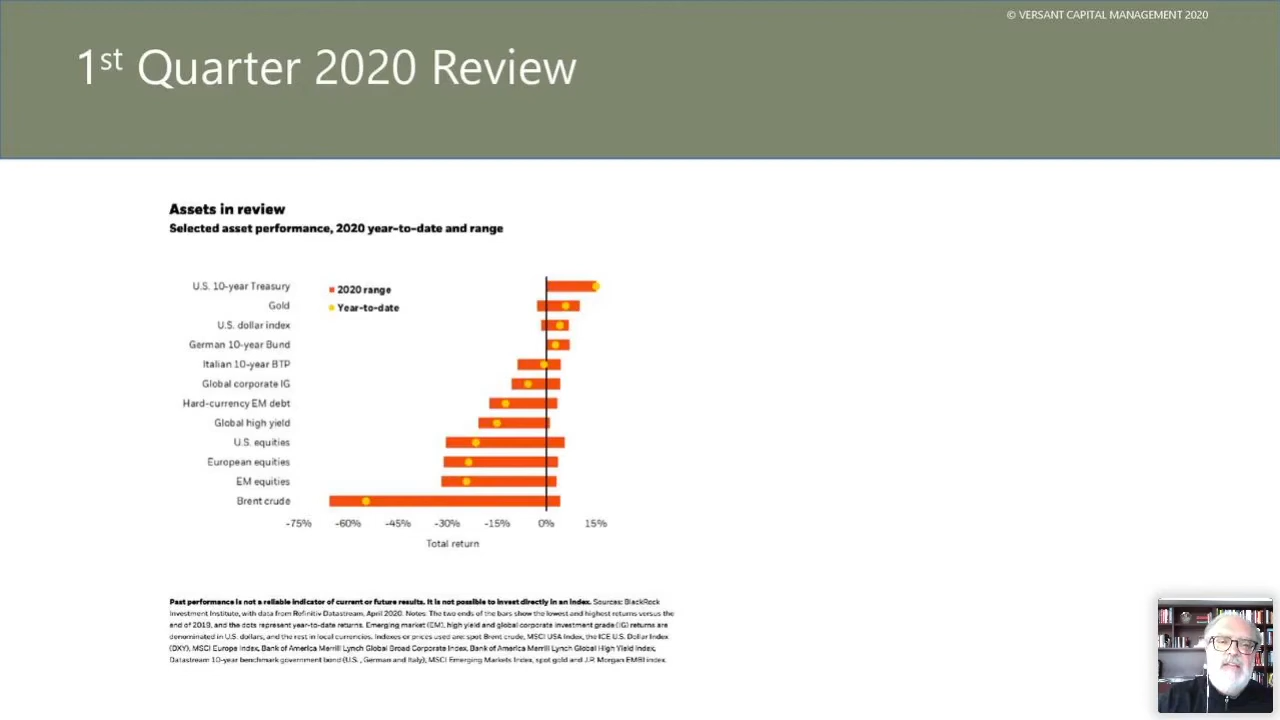 © VERSANT CAPITAL MANAGEMENT 2020
1st Quarter 2020 Review
Assets in review
Selected asset performance, 2020 year-to-date and range
U.S. 10-year Treasury
Gold
U.S. dollar index
German 10-year Bund
Italian 10-year BTP
Global corporate IG
Hard-currency EM debt
Global high yield
U.S. equities
European equities
EM equities
Brent crude
2020 range
Year-to-date
-75% -60% -45% -30% -15% 0% 15%
Total return
Past performance is not a reliable indicator of current or future results. It is not possible to invest directly in an index. Sources: BlackRock
Investment Institute, with data from Refinitiv Datastream, April 2020. Notes: The two ends of the bars show the lowest and highest returns versus the
end of 2019, and the dots represent year-to-date returns. Emerging market (EM), high yield and global corporate investment grade (IG) returns are
denominated in U.S. dollars, and the rest in local currencies. Indexes or prices used are: spot Brent crude, MSCI USA Index, the ICE U.S. Dollar Index
(DXY), MSCI Europe Index, Bank of America Merrill Lynch Global Broad Corporate Index, Bank of America Merrill Lynch Global High Yield Index,
Datastream 10-year benchmark government bond (U.S., German and Italy), MSCI Emerging Markets Index, spot gold and J.P. Morgan EMBI index.